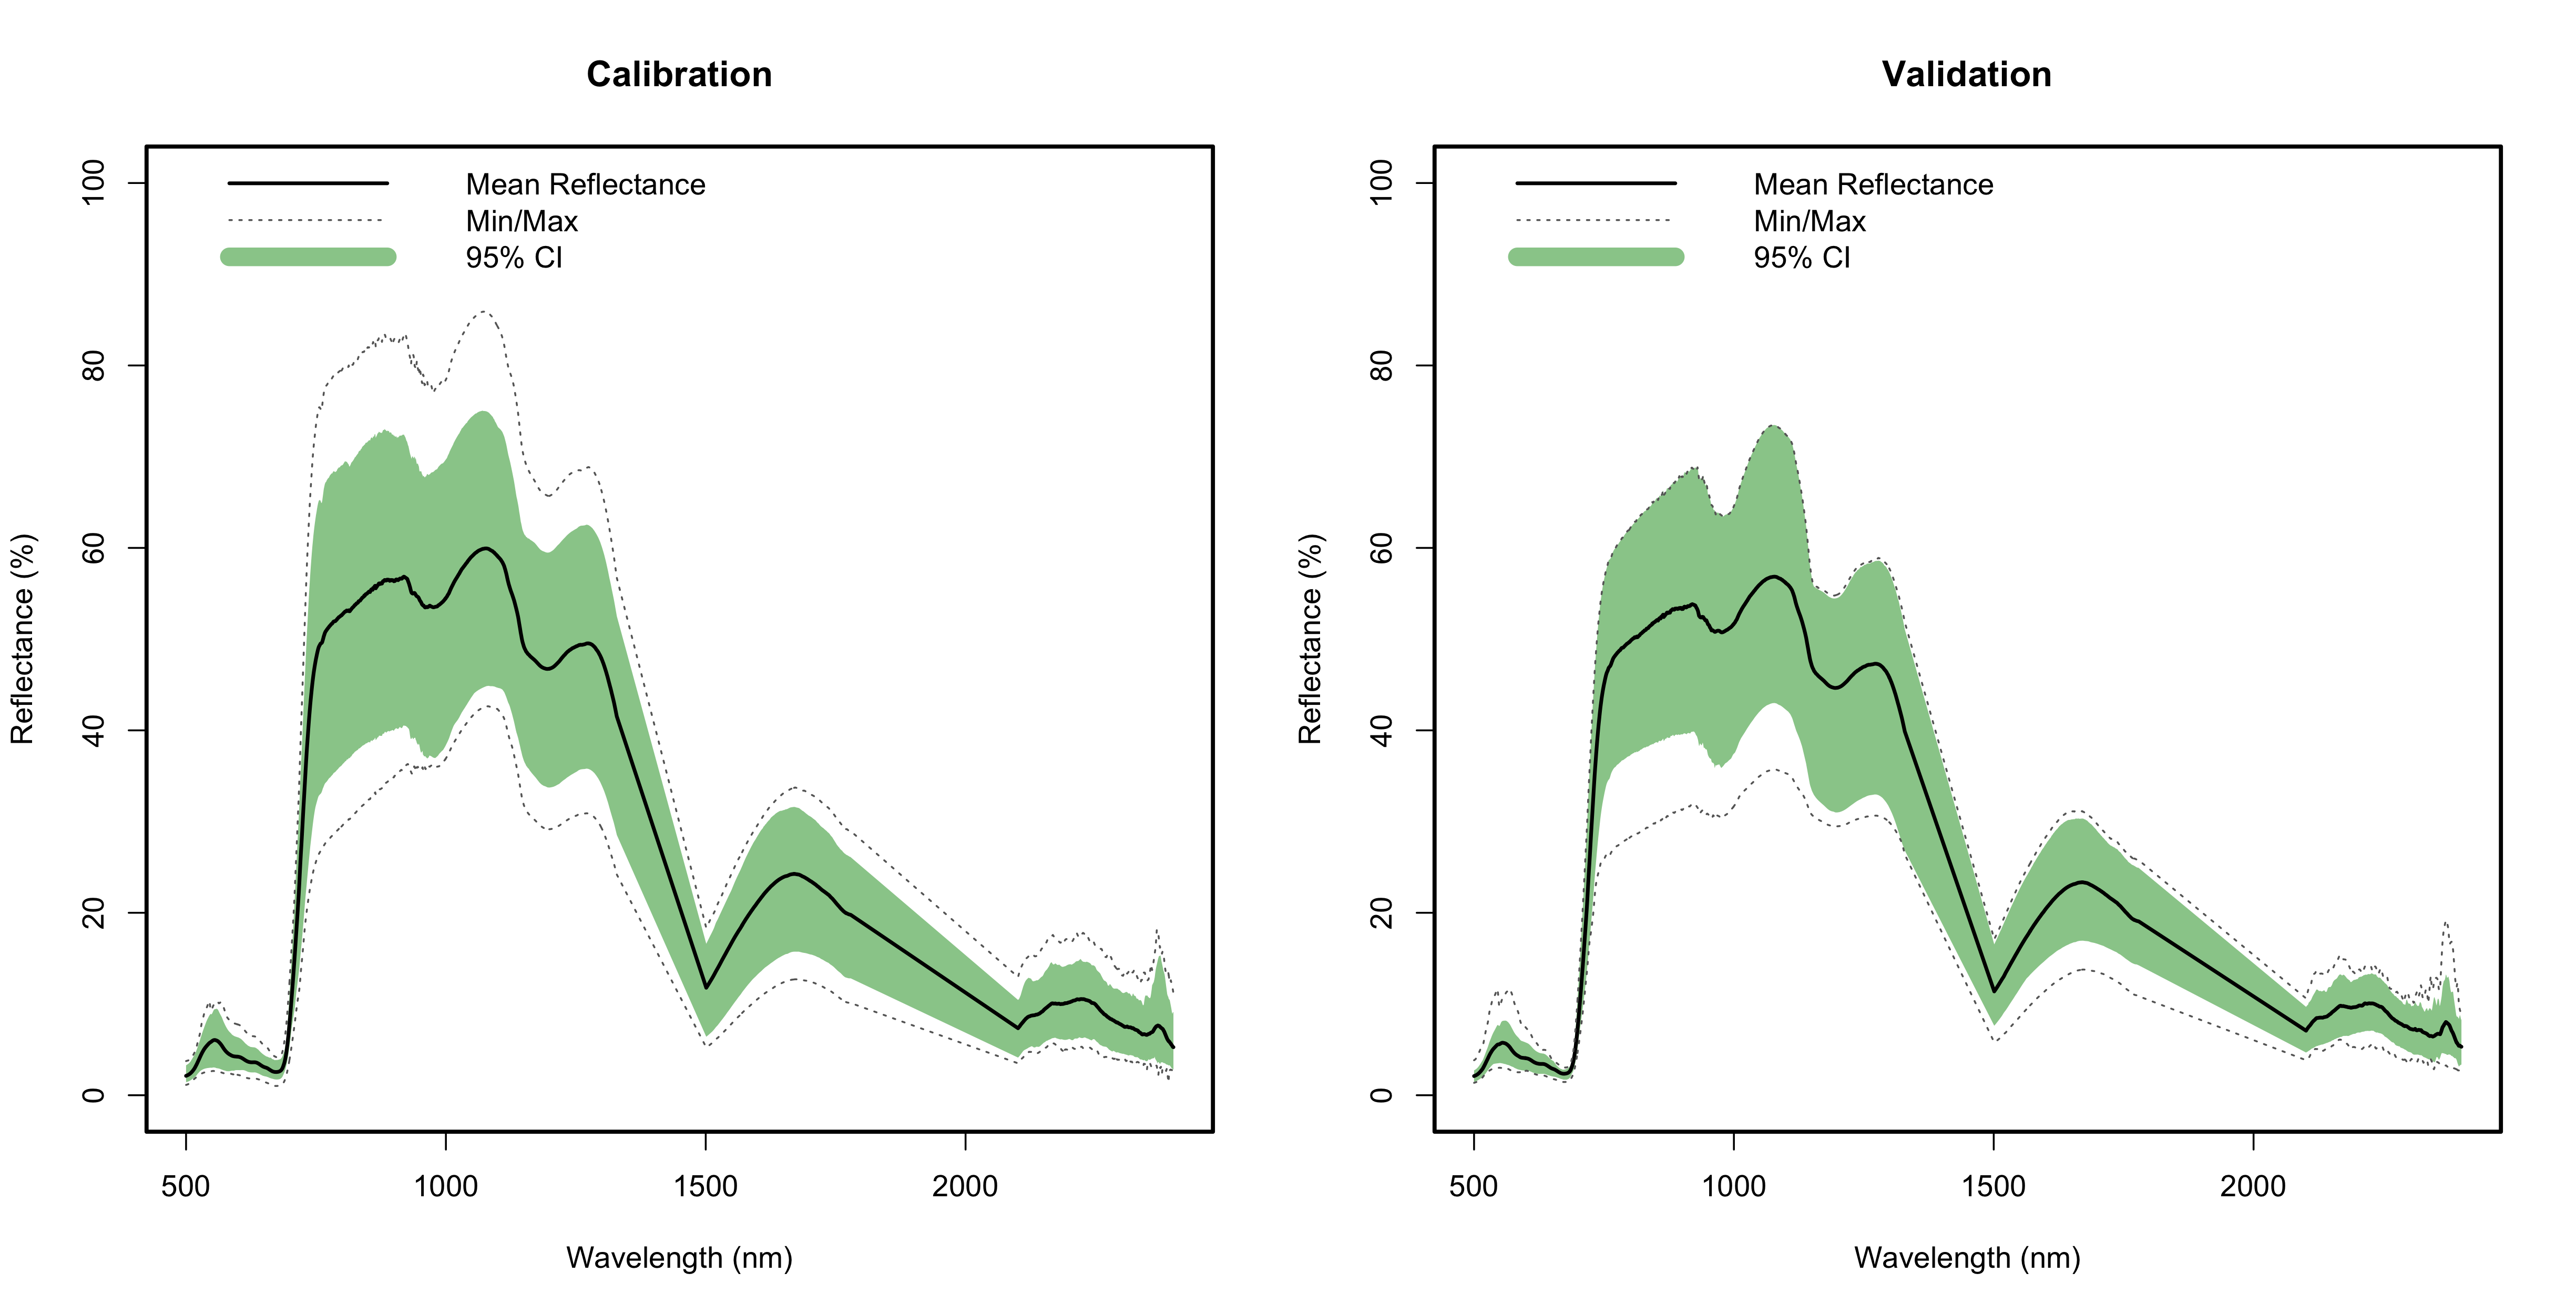 Calibration
Mean Reflectance
Min/Max
95% CI
Reflectance (%)
100
80
60
40
20
0
500 1000 1500 2000
Wavelength (nm)
Validation
Mean Reflectance
Min/Max
95% CI
Reflectance (%)
100
80
60
40
20
0
500 1000 1500 2000
Wavelength (nm)